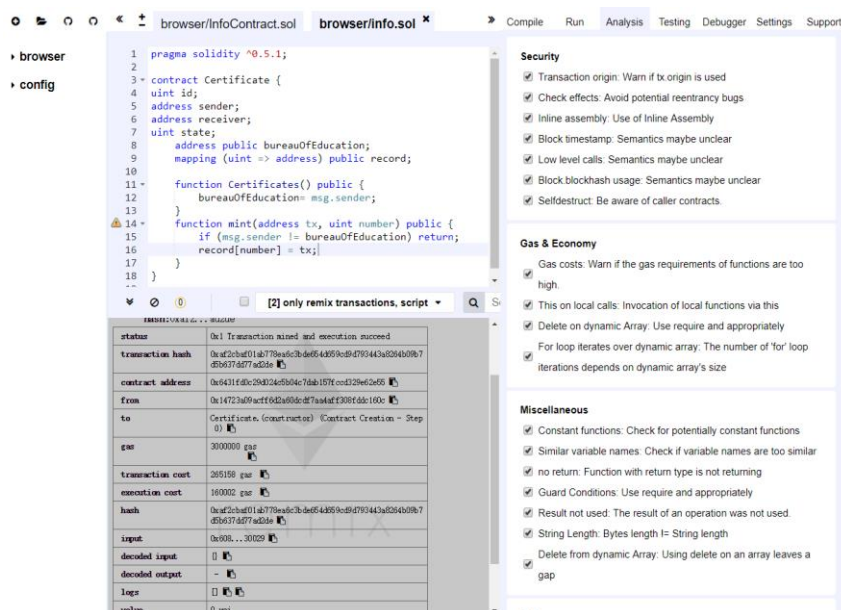 browser/InfoContract.sol browser/info.sol
Compile Run Analysis Testing Debugger Settings Support
browser
config
1 pragma solidity ^0.5.1;
2
3 contract Certificate {
4 uint id;
5 address sender;
6 address receiver;
7 uint state;
8 address public bureauOfEducation;
9 mapping (uint => address) public record;
10
11 function Certificates() public {
12 bureauOfEducation= msg.sender;
13 }
14 function mint(address tx, uint number) public {
15 if (msg.sender != bureauOfEducation) return;
16 record[number] = tx;
17 }
18 }
0 [2] only remix transactions, script
status 0x1 Transaction mined and execution succeed
transaction hash
contract address
from
to Certificate.(constructor) (Contract Creation - Step
0)
gas 3000000 gas
transaction cost 265158 gas
execution cost 160002 gas
hash
input 0x608...30029
decoded input []
decoded output -
logs []
value 0 wei
Security
Transaction origin: Warn if tx.origin is used
Check effects: Avoid potential reentrancy bugs
Inline assembly: Use of Inline Assembly
Block timestamp: Semantics maybe unclear
Low level calls: Semantics maybe unclear
Block.blockhash usage: Semantics maybe unclear
Selfdestruct: Be aware of caller contracts.
Gas & Economy
Gas costs: Warn if the gas requirements of functions are too
high.
This on local calls: Invocation of local functions via this
Delete on dynamic Array: Use require and appropriately
For loop iterates over dynamic array: The number of 'for' loop
iterations depends on dynamic array's size
Miscellaneous
Constant functions: Check for potentially constant functions
Similar variable names: Check if variable names are too similar
no return: Function with return type is not returning
Guard Conditions: Use require and appropriately
Result not used: The result of an operation was not used.
String Length: Bytes length != String length
Delete from dynamic Array: Using delete on an array leaves a
gap